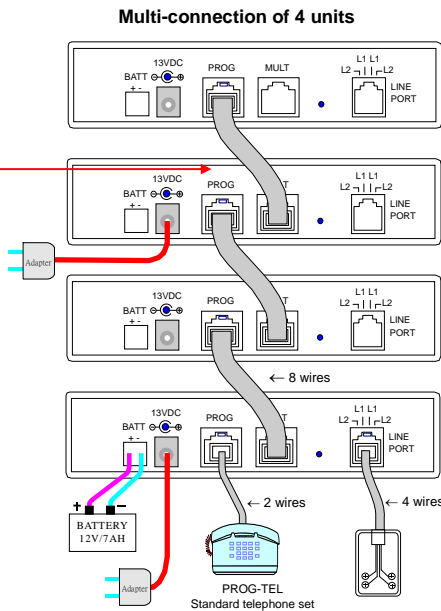 Multi-connection of 4 units
13VDC
BATT
+ -
PROG
MULT
L1 L1
L2
L2
LINE
PORT
13VDC
BATT
+ -
PROG
T
L1 L1
L2
L2
LINE
PORT
Adapter
13VDC
BATT
+ -
PROG
T
L1 L1
L2
L2
LINE
PORT
← 8 wires
13VDC
BATT
+ -
PROG
T
L1 L1
L2
L2
LINE
PORT
+ −
BATTERY
12V/7AH
← 2 wires
← 4 wires
Adapter
PROG-TEL
Standard telephone set